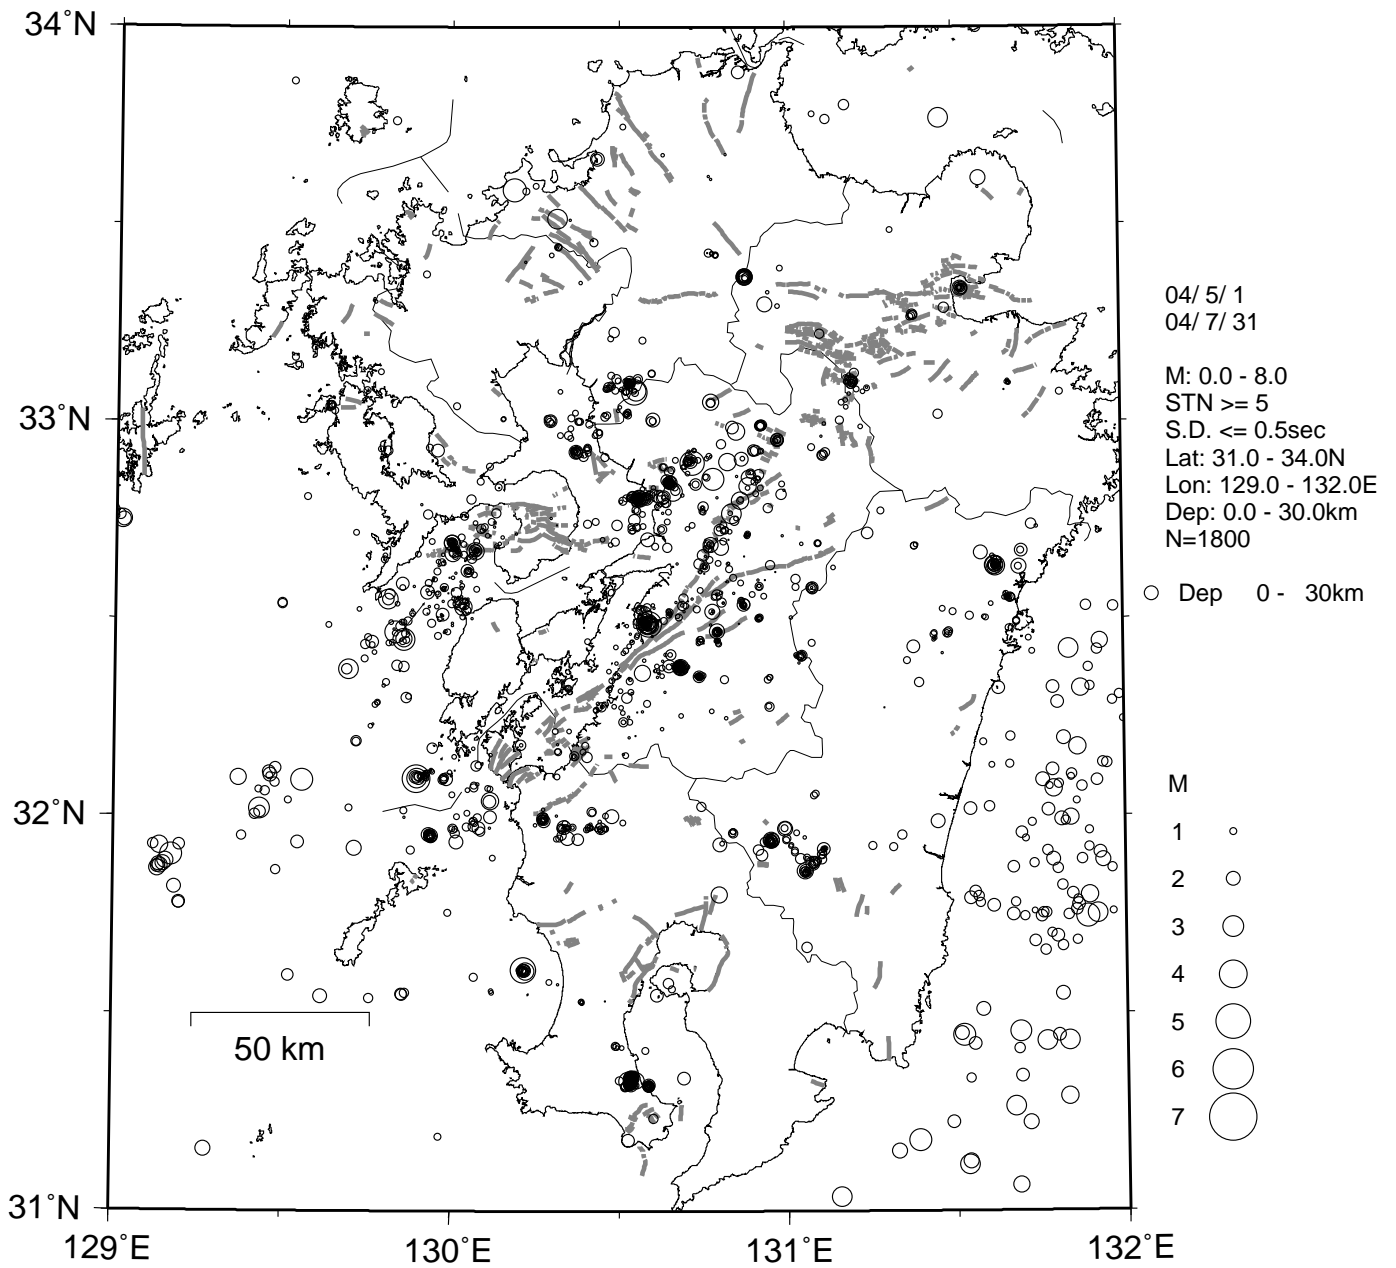 34˚N
33˚N
32˚N
31˚N
129˚E
130˚E
131˚E
132˚E
50 km
04/ 5/ 1
04/ 7/ 31
M: 0.0 - 8.0
STN >= 5
S.D. <= 0.5sec
Lat: 31.0 - 34.0N
Lon: 129.0 - 132.0E
Dep: 0.0 - 30.0km
N=1800
Dep 0 - 30km
M
1
2
3
4
5
6
7